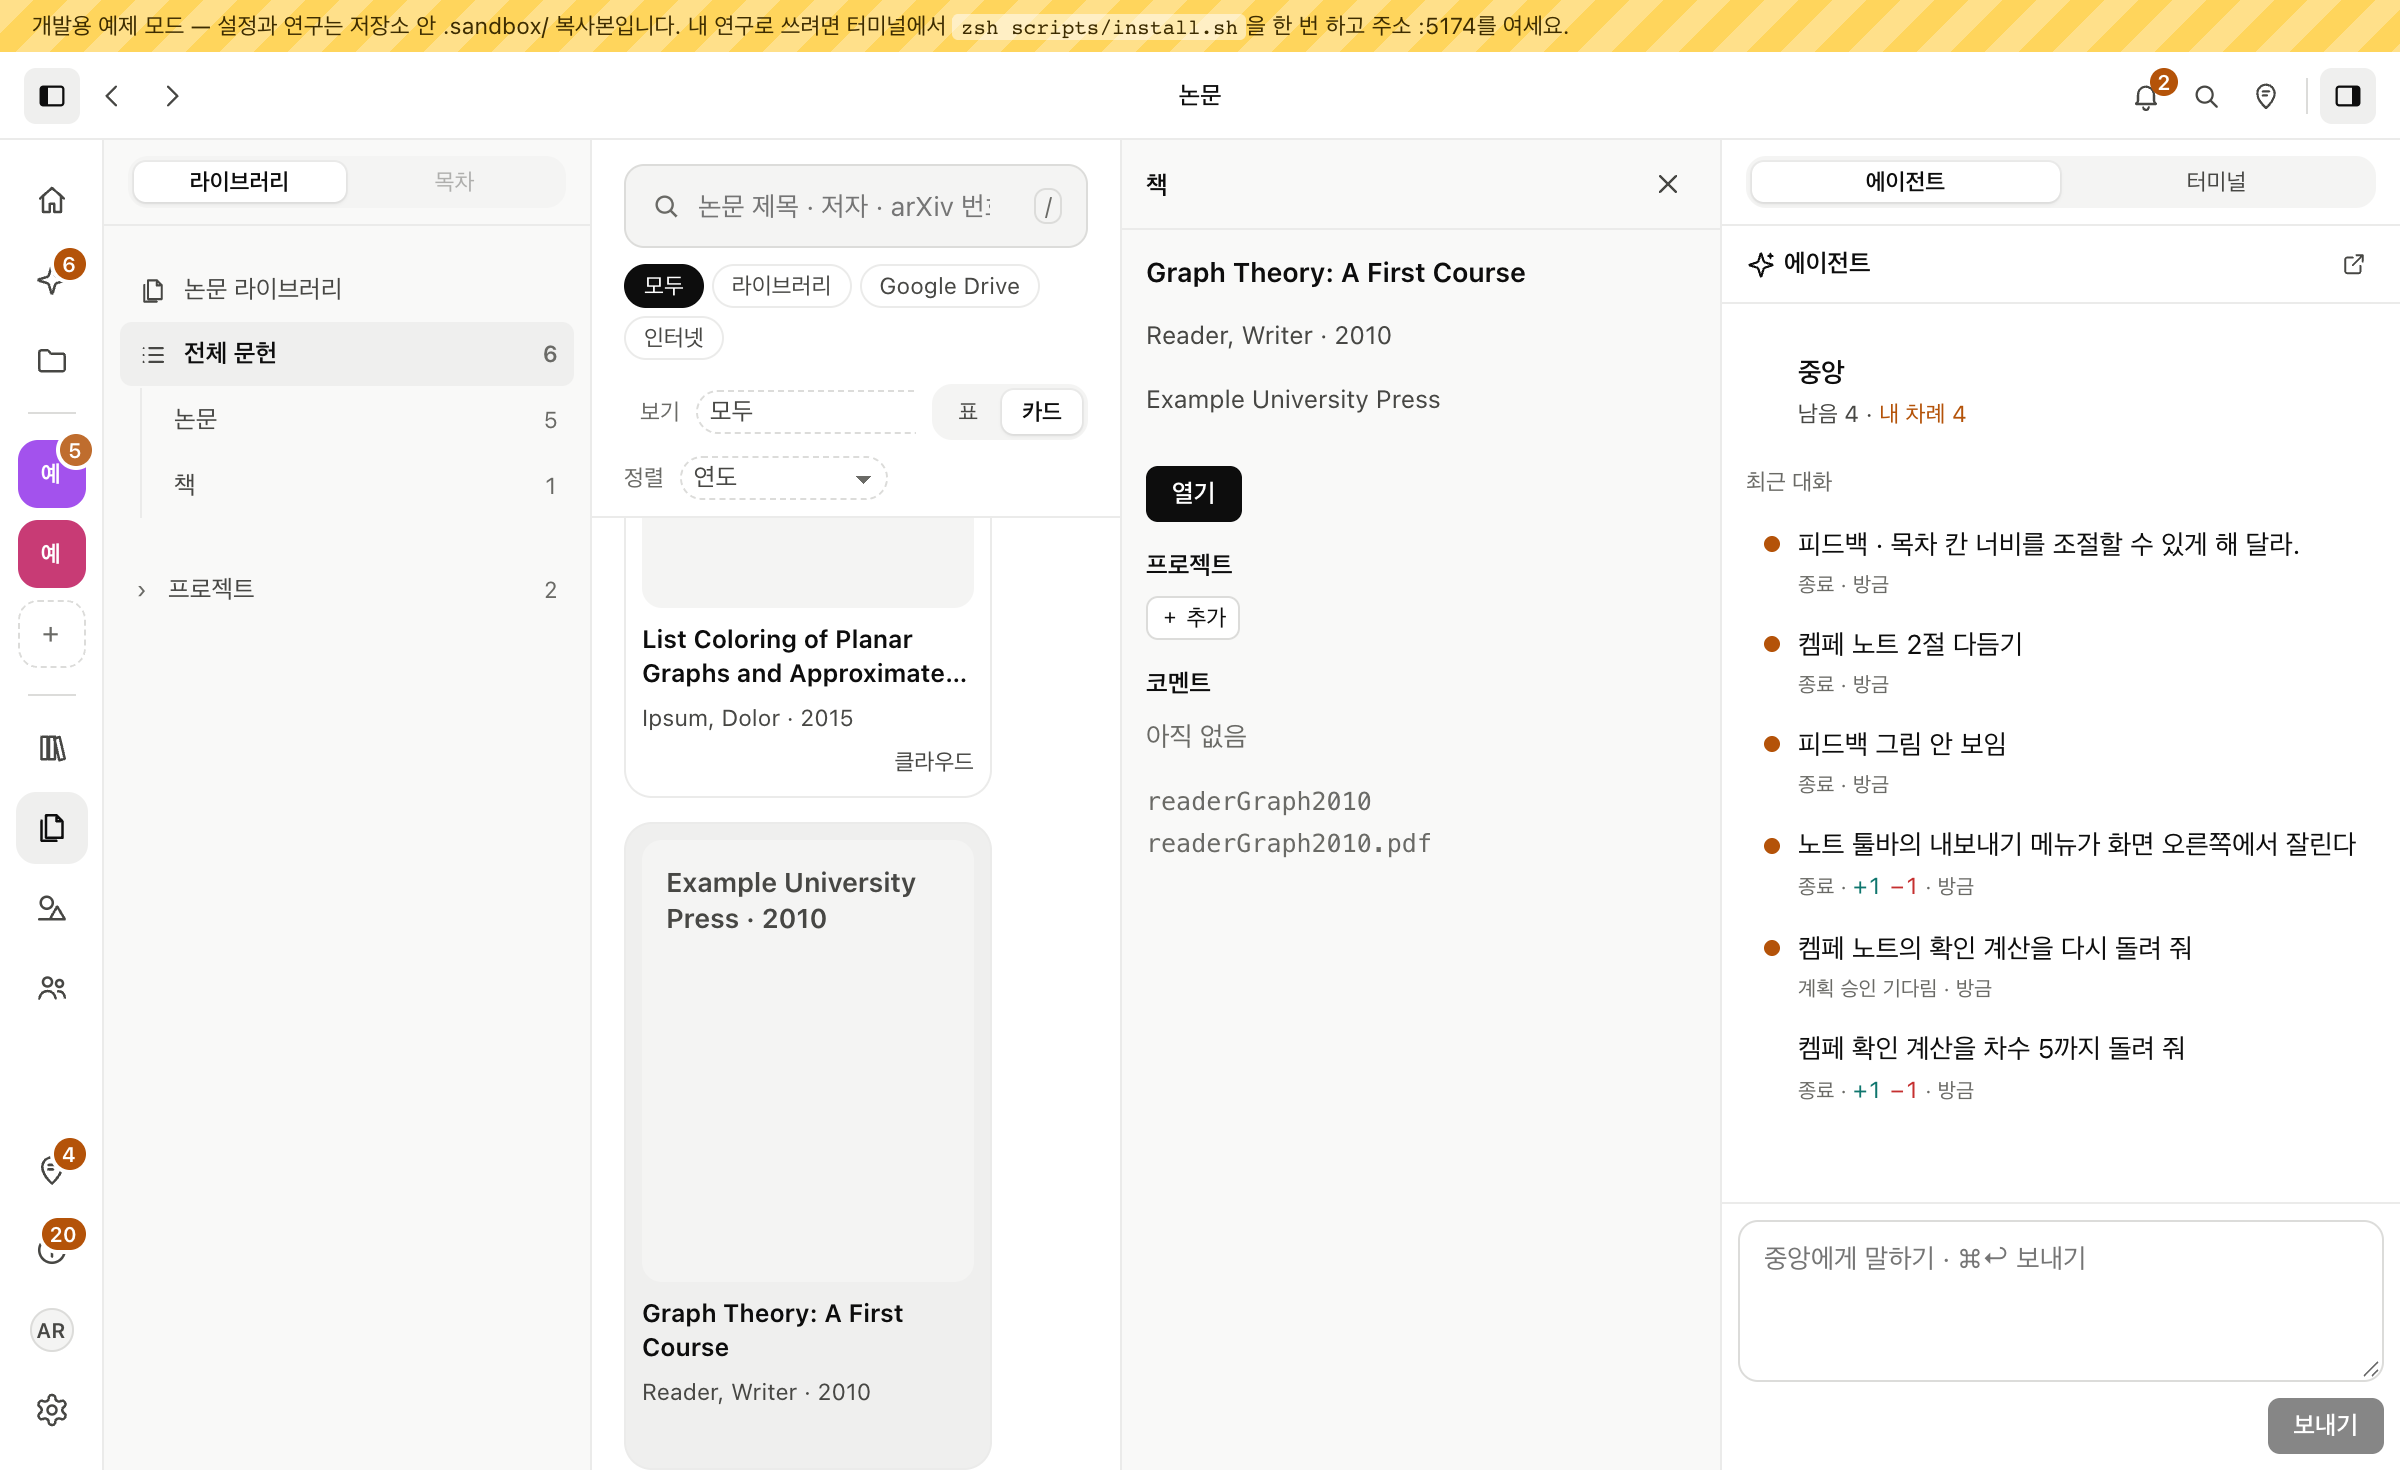 개발용 예제 모드 — 설정과 연구는 저장소 안 .sandbox/ 복사본입니다. 내 연구로 쓰려면 터미널에서 zsh scripts/install.sh을 한 번 하고 주소 :5174를 여세요.
논문
2
6
5
예
예
+
4
20
AR
라이브러리
목차
논문 라이브러리
전체 문헌 6
논문 5
책 1
› 프로젝트 2
논문 제목 · 저자 · arXiv 번 /
모두
라이브러리
Google Drive
인터넷
보기 모두
표
카드
정렬 연도
List Coloring of Planar
Graphs and Approximate...
Ipsum, Dolor · 2015
클라우드
Example University
Press · 2010
Graph Theory: A First
Course
Reader, Writer · 2010
책
Graph Theory: A First Course
Reader, Writer · 2010
Example University Press
열기
프로젝트
+ 추가
코멘트
아직 없음
readerGraph2010
readerGraph2010.pdf
에이전트
터미널
에이전트
중앙
남음 4 · 내 차례 4
최근 대화
피드백 · 목차 칸 너비를 조절할 수 있게 해 달라.
종료 · 방금
켐페 노트 2절 다듬기
종료 · 방금
피드백 그림 안 보임
종료 · 방금
노트 툴바의 내보내기 메뉴가 화면 오른쪽에서 잘린다
종료 · +1 −1 · 방금
켐페 노트의 확인 계산을 다시 돌려 줘
계획 승인 기다림 · 방금
켐페 확인 계산을 차수 5까지 돌려 줘
종료 · +1 −1 · 방금
중앙에게 말하기 · ⌘↩ 보내기
보내기